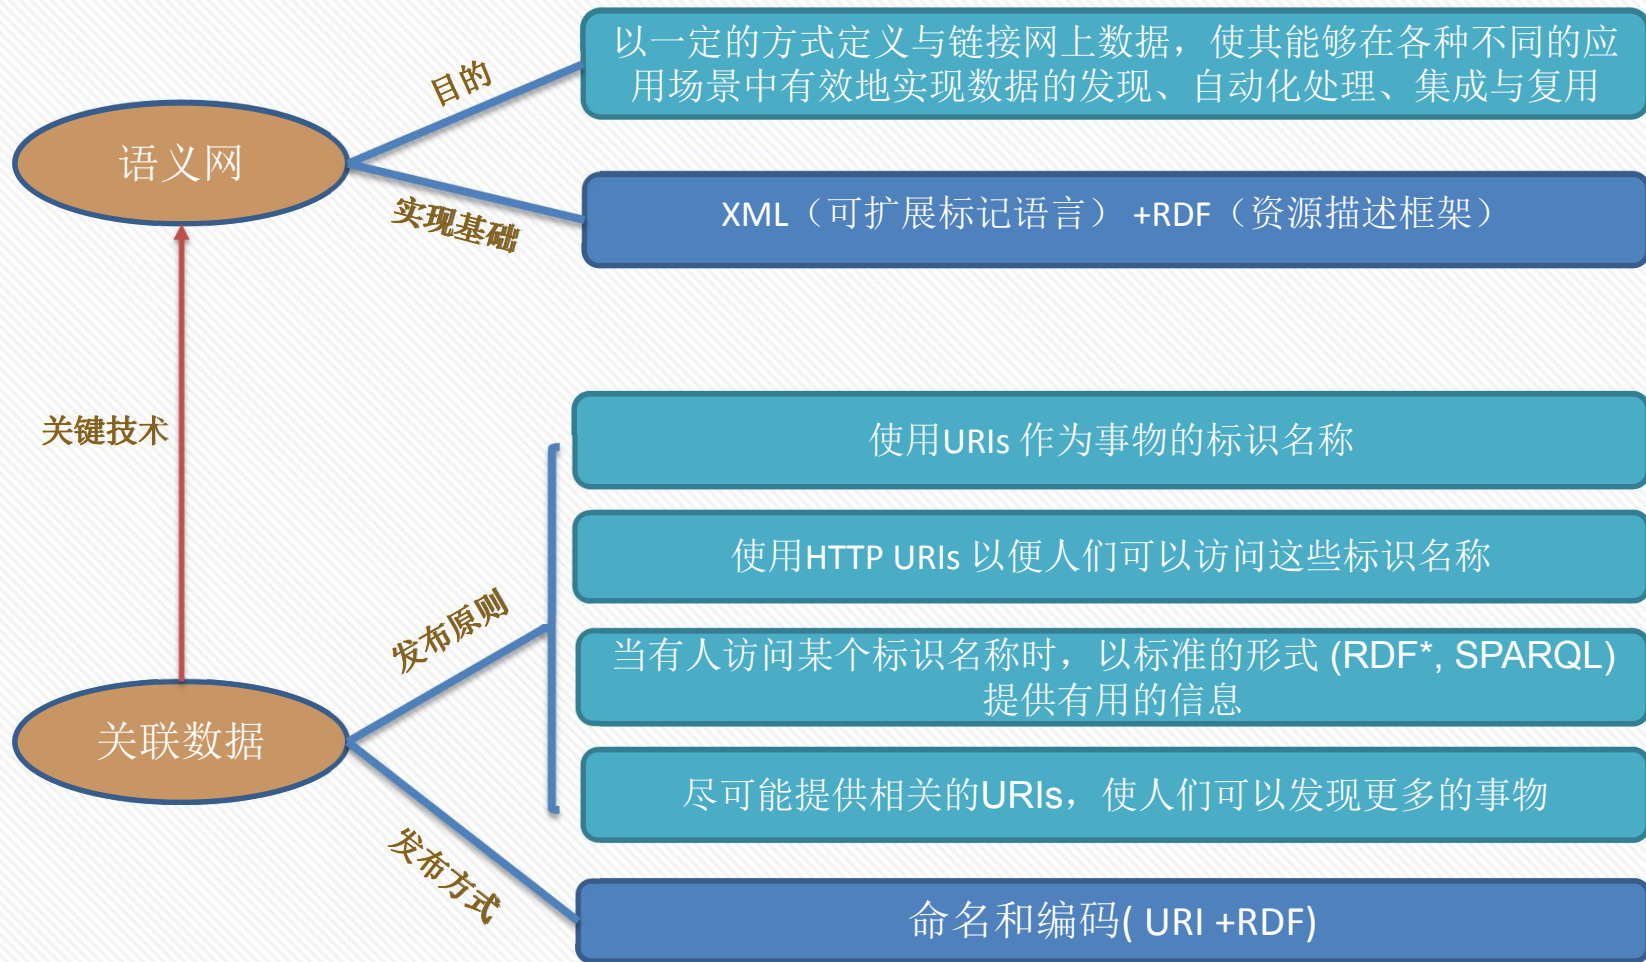 以一定的方式定义与链接网上数据，使其能够在各种不同的应
用场景中有效地实现数据的发现、自动化处理、集成与复用
目的
语义网
实现基础
XML（可扩展标记语言） +RDF（资源描述框架）
关键技术
使用URIs 作为事物的标识名称
使用HTTP URIs 以便人们可以访问这些标识名称
发布原则
当有人访问某个标识名称时，以标准的形式 (RDF*, SPARQL)
提供有用的信息
关联数据
尽可能提供相关的URIs，使人们可以发现更多的事物
发布方式
命名和编码( URI +RDF)